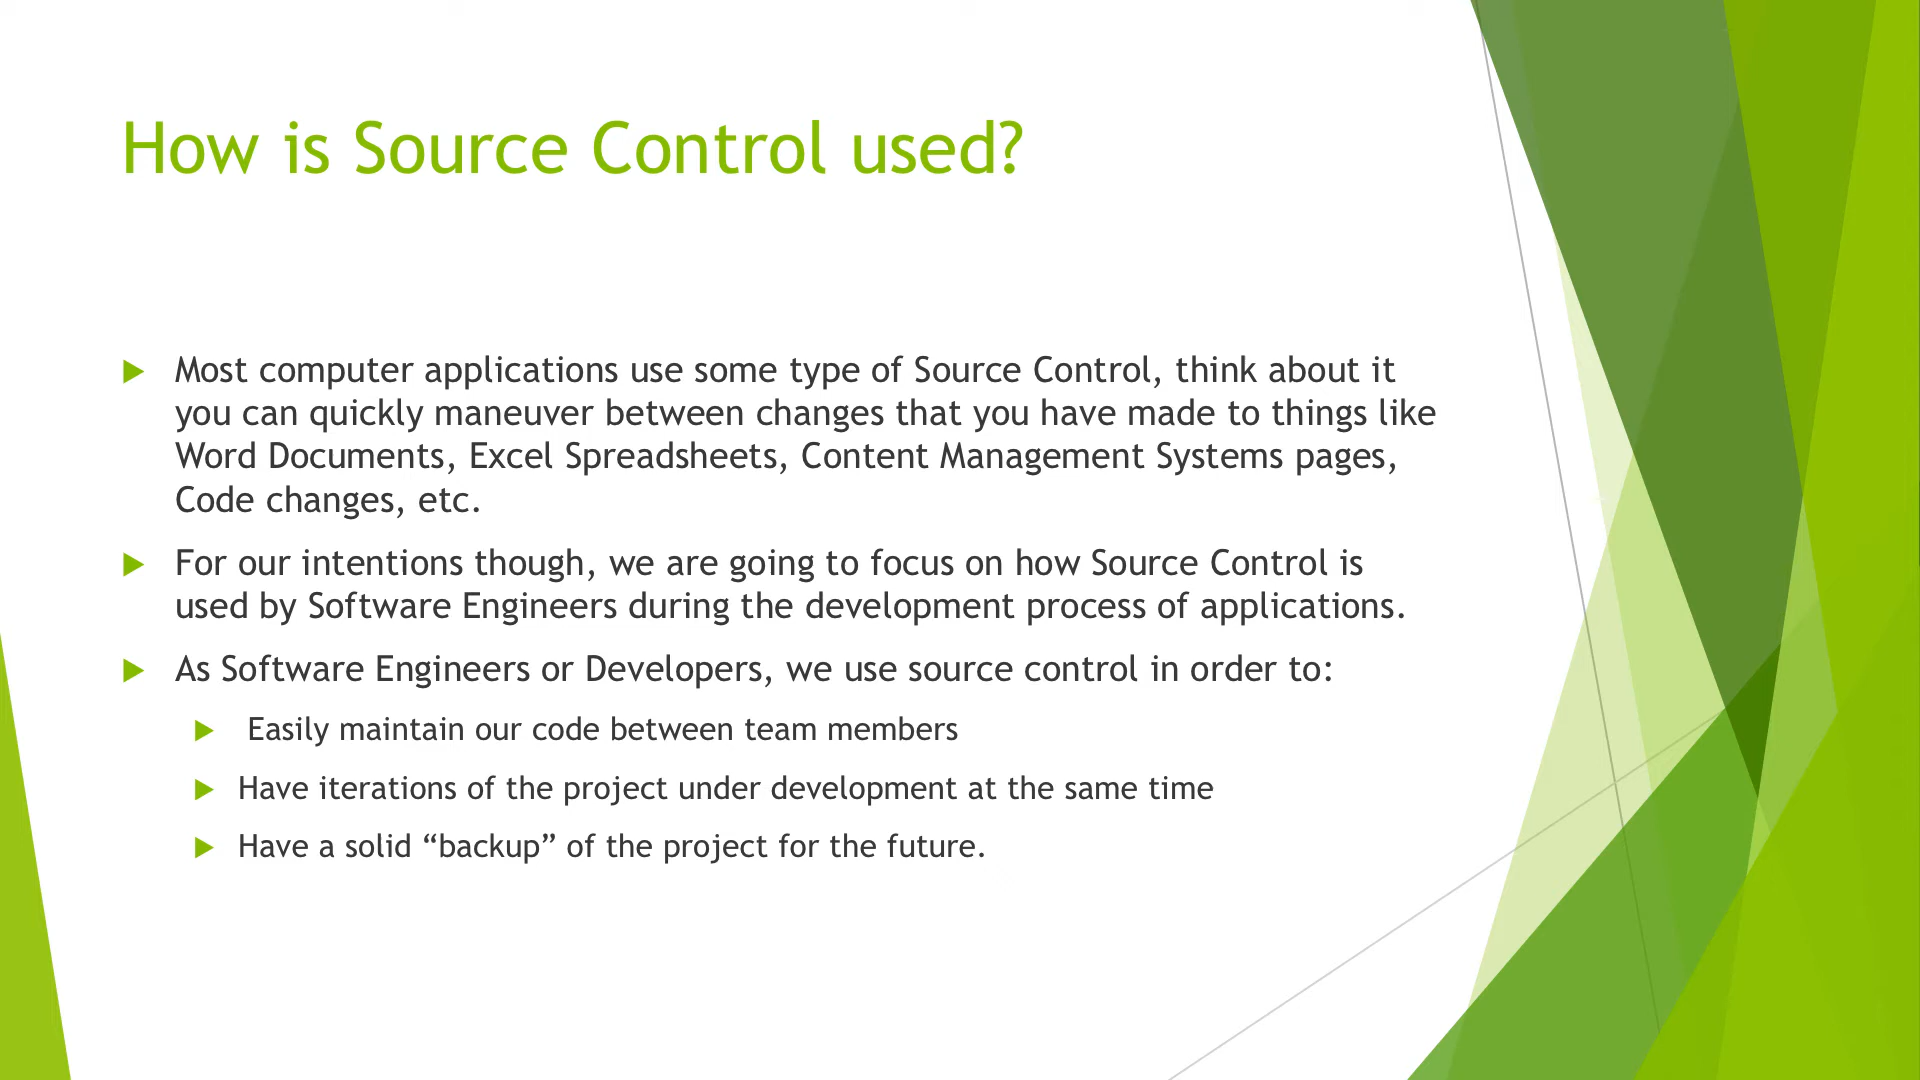 How is Source Control used?
Most computer applications use some type of Source Control, think about it
you can quickly maneuver between changes that you have made to things like
Word Documents, Excel Spreadsheets, Content Management Systems pages,
Code changes, etc.
For our intentions though, we are going to focus on how Source Control is
used by Software Engineers during the development process of applications.
As Software Engineers or Developers, we use source control in order to:
Easily maintain our code between team members
Have iterations of the project under development at the same time
Have a solid “backup” of the project for the future.